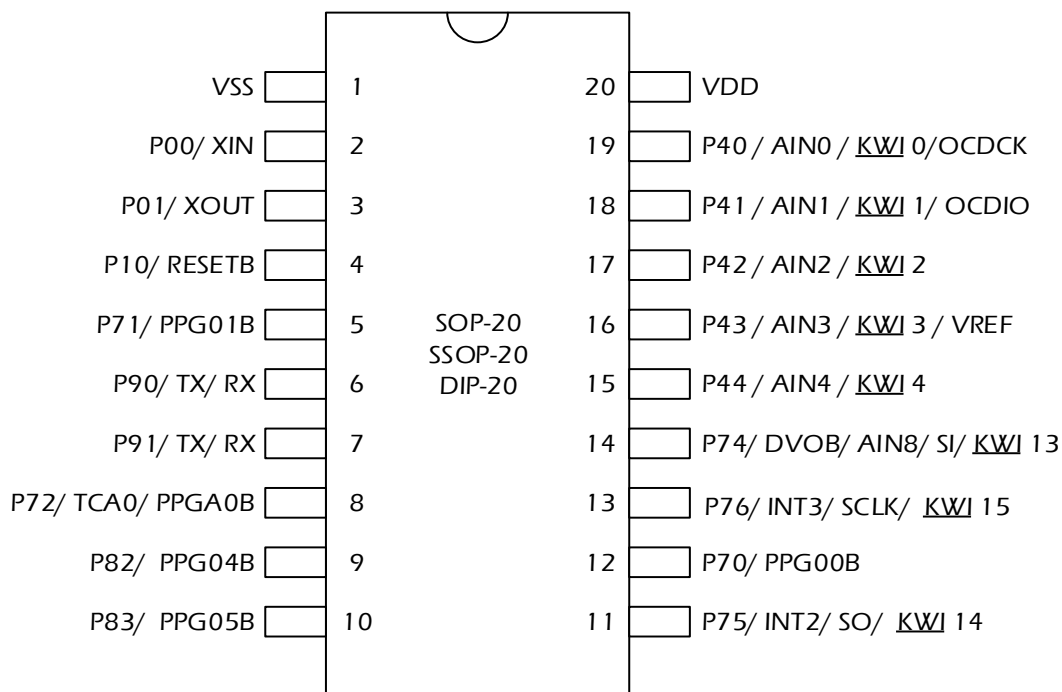 VSS 1 20 VDD
P00/ XIN 2 19 P40/ AIN0 / KWI 0/OCDCK
P01/ XOUT 3 18 P41/ AIN1 / KWI 1/ OCDIO
P10/ RESETB 4 17 P42/ AIN2 / KWI 2
P71/ PPG01B 5 16 P43/ AIN3 / KWI 3 / VREF
SOP-20
SSOP-20
DIP-20
P90/ TX/ RX 6 15 P44/ AIN4 / KWI 4
P91/ TX/ RX 7 14 P74/ DVOB/ AIN8/ SI/ KWI 13
P72/ TCA0/ PPGA0B 8 13 P76/ INT3/ SCLK/ KWI 15
P82/ PPG04B 9 12 P70/ PPG00B
P83/ PPG05B 10 11 P75/ INT2/ SO/ KWI 14